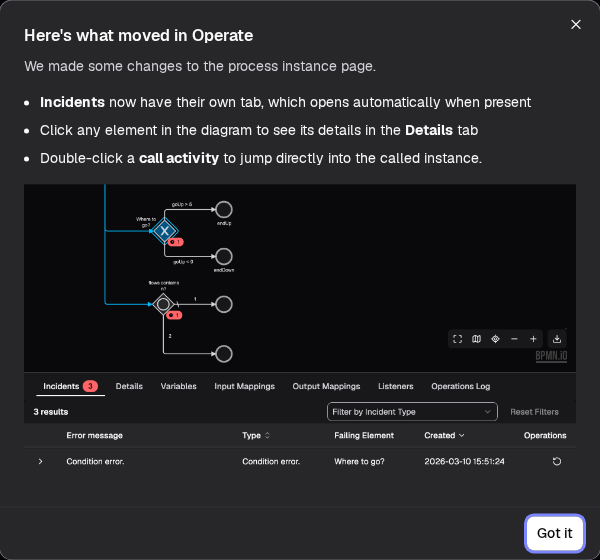 Here's what moved in Operate
We made some changes to the process instance page.
Incidents now have their own tab, which opens automatically when present
Click any element in the diagram to see its details in the Details tab
Double-click a call activity to jump directly into the called instance.
goUp > 5
Where to
go?
endUp
1
goUp < 0
endDown
flows contains
1
1
2
BPMN.iO
Incidents 3 Details Variables Input Mappings Output Mappings Listeners Operations Log
3 results Filter by Incident Type Reset Filters
Error message Type Failing Element Created Operations
Condition error. Condition error. Where to go? 2026-03-10 15:51:24
Got it